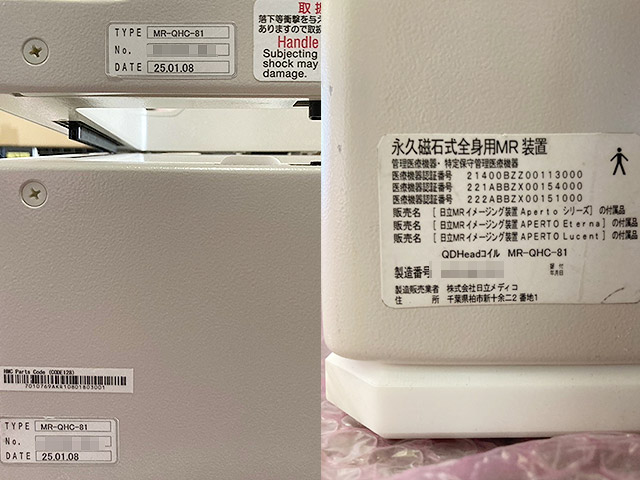 TYPE MR-QHC-81
No.
DATE 25.01.08
取扱
落下等衝撃を与え
ありますので取扱
Handle
Subjecting
shock may
damage.
HMG Parts Code (CODE128)
7010769AKR10801803001
TYPE MR-QHC-81
No.
DATE 25.01.08
永久磁石式全身用MR装置
管理医療機器・特定保守管理医療機器
医療機器認証番号 21400BZZ00113000
医療機器認証番号 221ABBZX00154000
医療機器認証番号 222ABBZX00151000
販売名 [ 日立MRイメージング装置 Aperto シリーズ] の付属品
販売名 [ 日立MRイメージング装置 APERTO Eterna] の付属品
販売名 [ 日立MRイメージング装置 APERTO Lucent] の付属品
QDHeadコイル MR-QHC-81
製造番号
据付
年月日
製造販売業者 株式会社日立メディコ
住 所 千葉県柏市新十余二2番地1